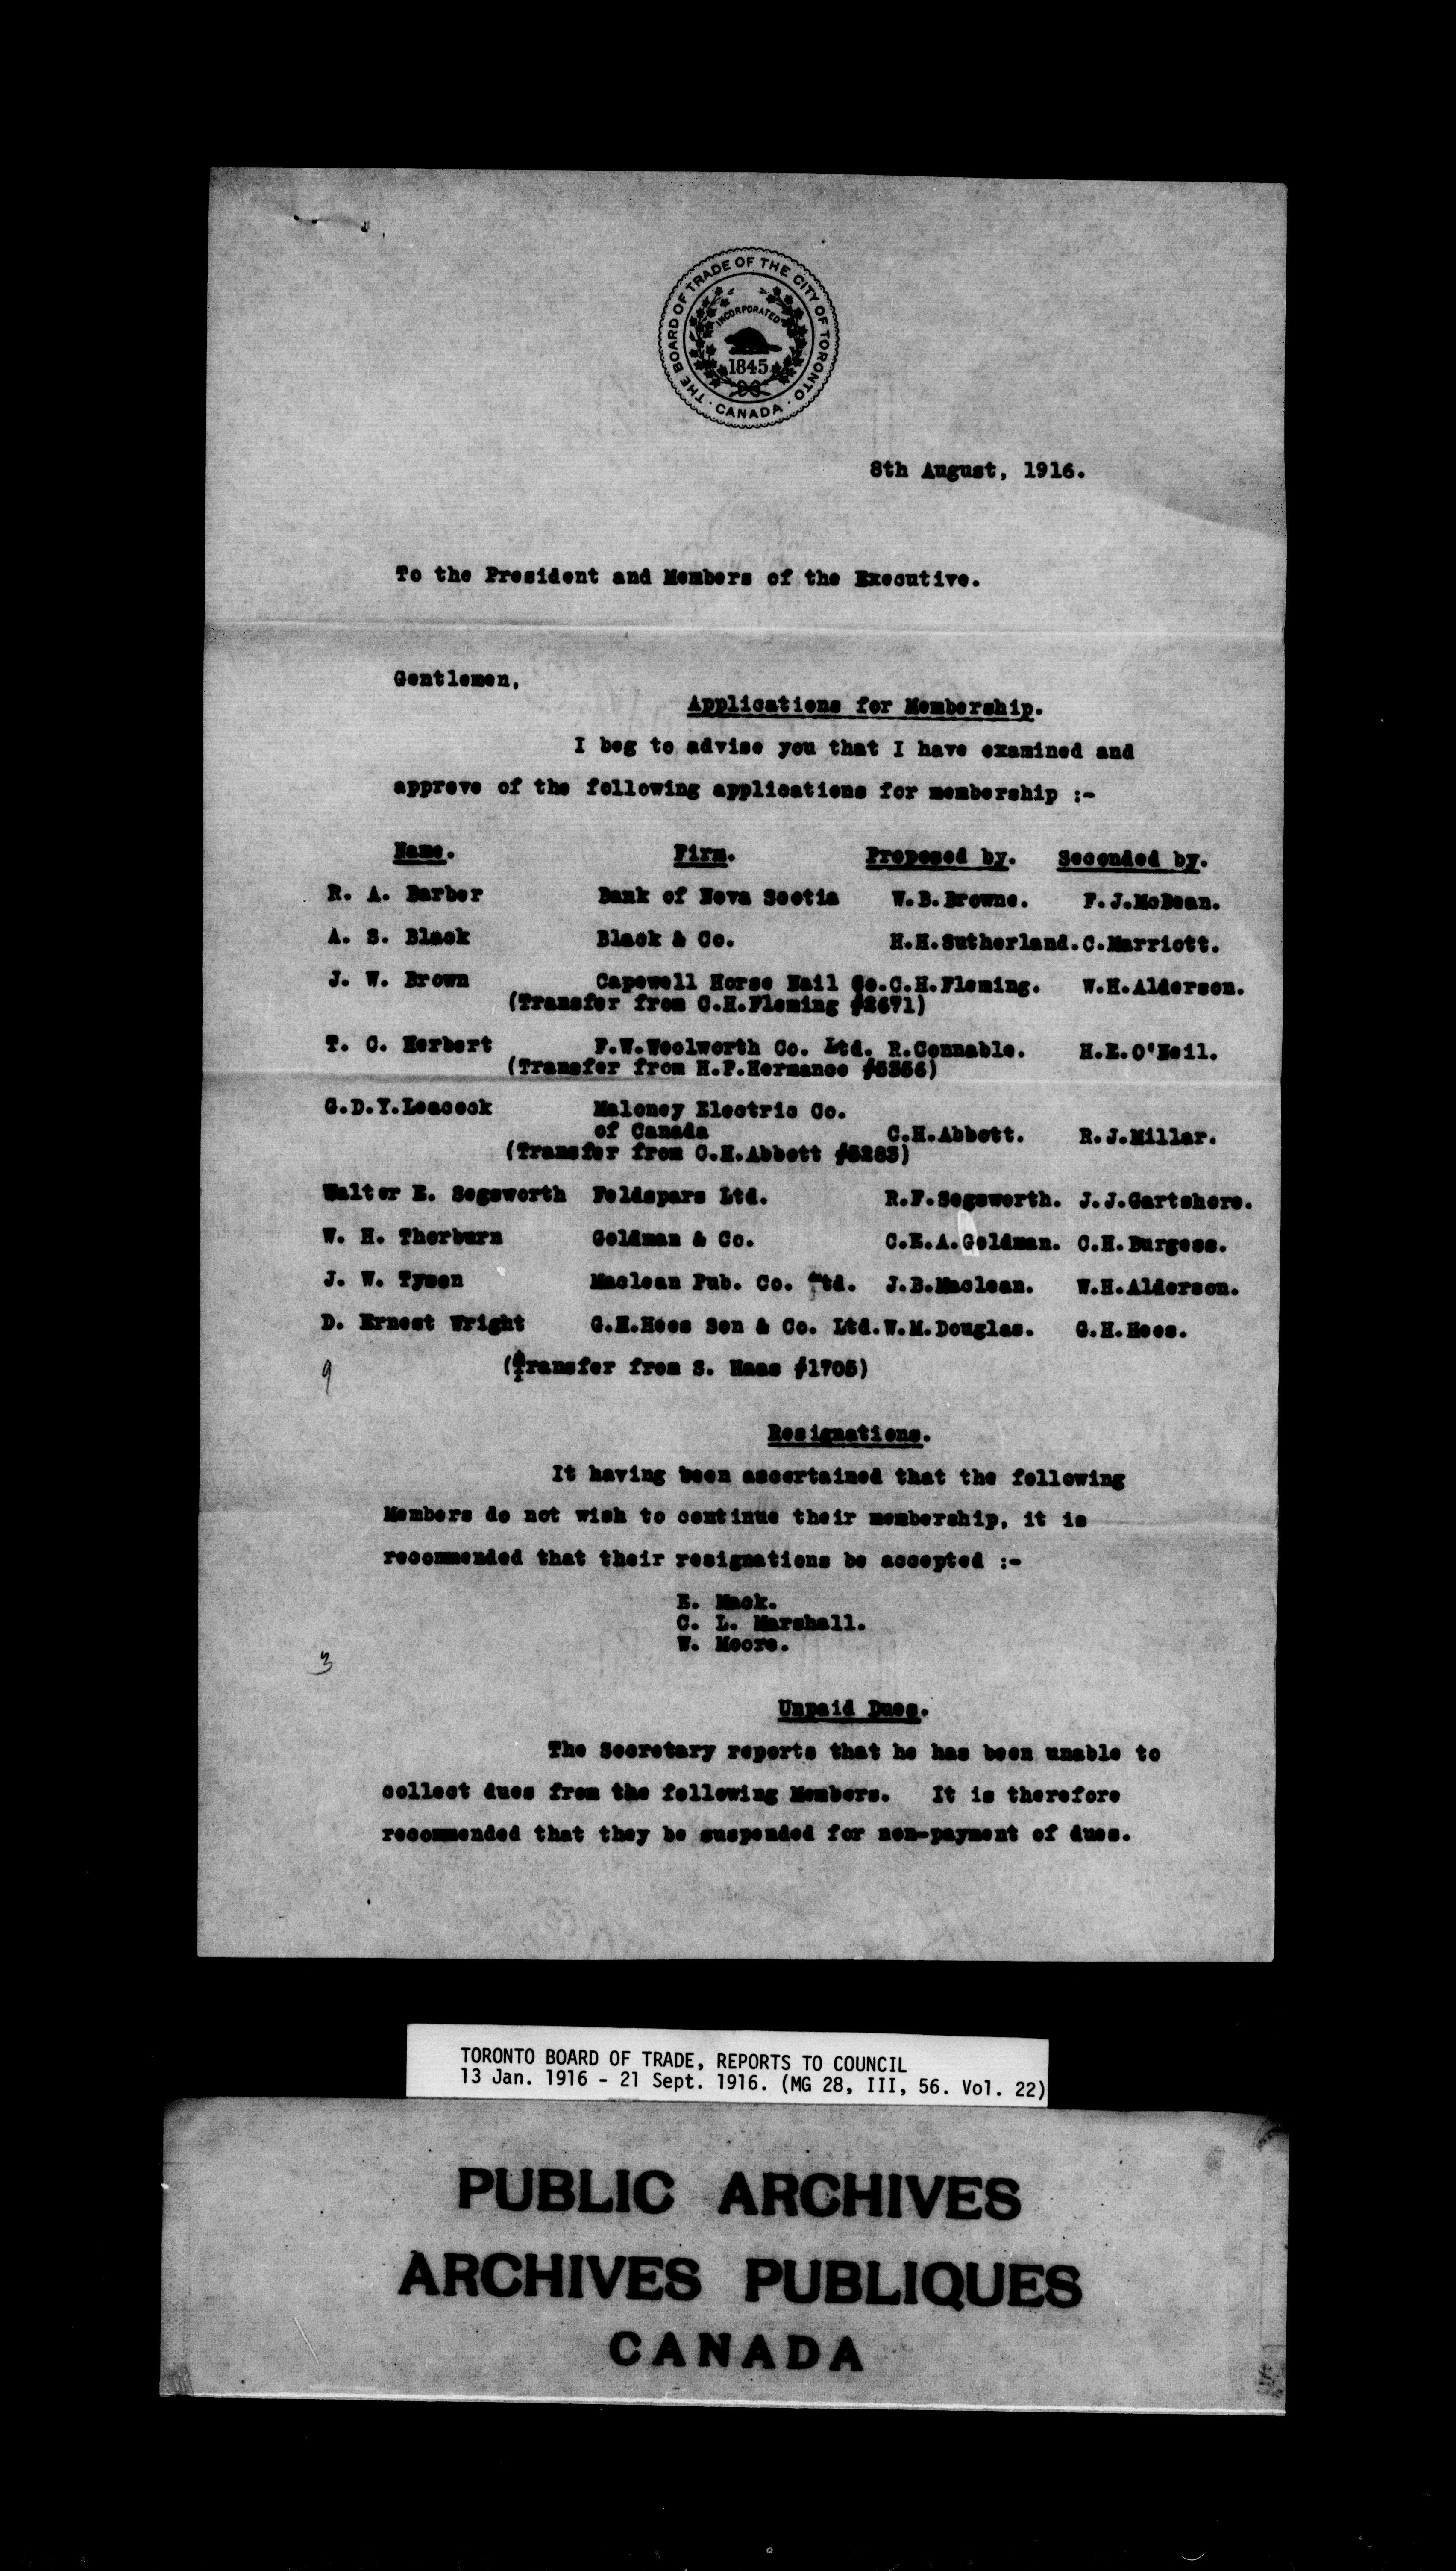 THE BOARD OF TRADE OF THE CITY OF TORONTO
· CANADA ·
INCORPORATED
1845
8th August, 1916.
To the President and Members of the Executive.
Gentlemen,
Applications for Membership.
I beg to advise you that I have examined and
approve of the following applications for membership :-
Name. Firm. Proposed by. Seconded by.
R. A. Barber Bank of Nova Scotia W.B.Browne. F.J.McBean.
A. S. Black Black & Co. H.H.Sutherland. C.Marriott.
J. W. Brown Capewell Horse Nail Co. C.H.Fleming. W.H.Alderson.
(Transfer from C.H.Fleming #2671)
T. C. Herbert F.W.Woolworth Co. Ltd. R.Connable. H.E.O'Neil.
(Transfer from H.P.Hermance #5356)
G.D.Y.Leacock Maloney Electric Co.
of Canada C.H.Abbott. R.J.Millar.
(Transfer from C.H.Abbott #5283)
Walter E. Segsworth Feldspars Ltd. R.F.Segsworth. J.J.Gartshore.
W. H. Thorburn Goldman & Co. C.E.A.Goldman. C.H.Burgess.
J. W. Tyson Maclean Pub. Co. Ltd. J.B.Maclean. W.H.Alderson.
D. Ernest Wright G.H.Hees Son & Co. Ltd. W.M.Douglas. G.H.Hees.
9 (Transfer from S. Haas #1705)
Resignations.
It having been ascertained that the following
Members do not wish to continue their membership, it is
recommended that their resignations be accepted :-
E. Mack.
C. L. Marshall.
W. Moore.
3
Unpaid Dues.
The Secretary reports that he has been unable to
collect dues from the following Members. It is therefore
recommended that they be suspended for non-payment of dues.
TORONTO BOARD OF TRADE, REPORTS TO COUNCIL
13 Jan. 1916 - 21 Sept. 1916. (MG 28, III, 56. Vol. 22)
PUBLIC ARCHIVES
ARCHIVES PUBLIQUES
CANADA